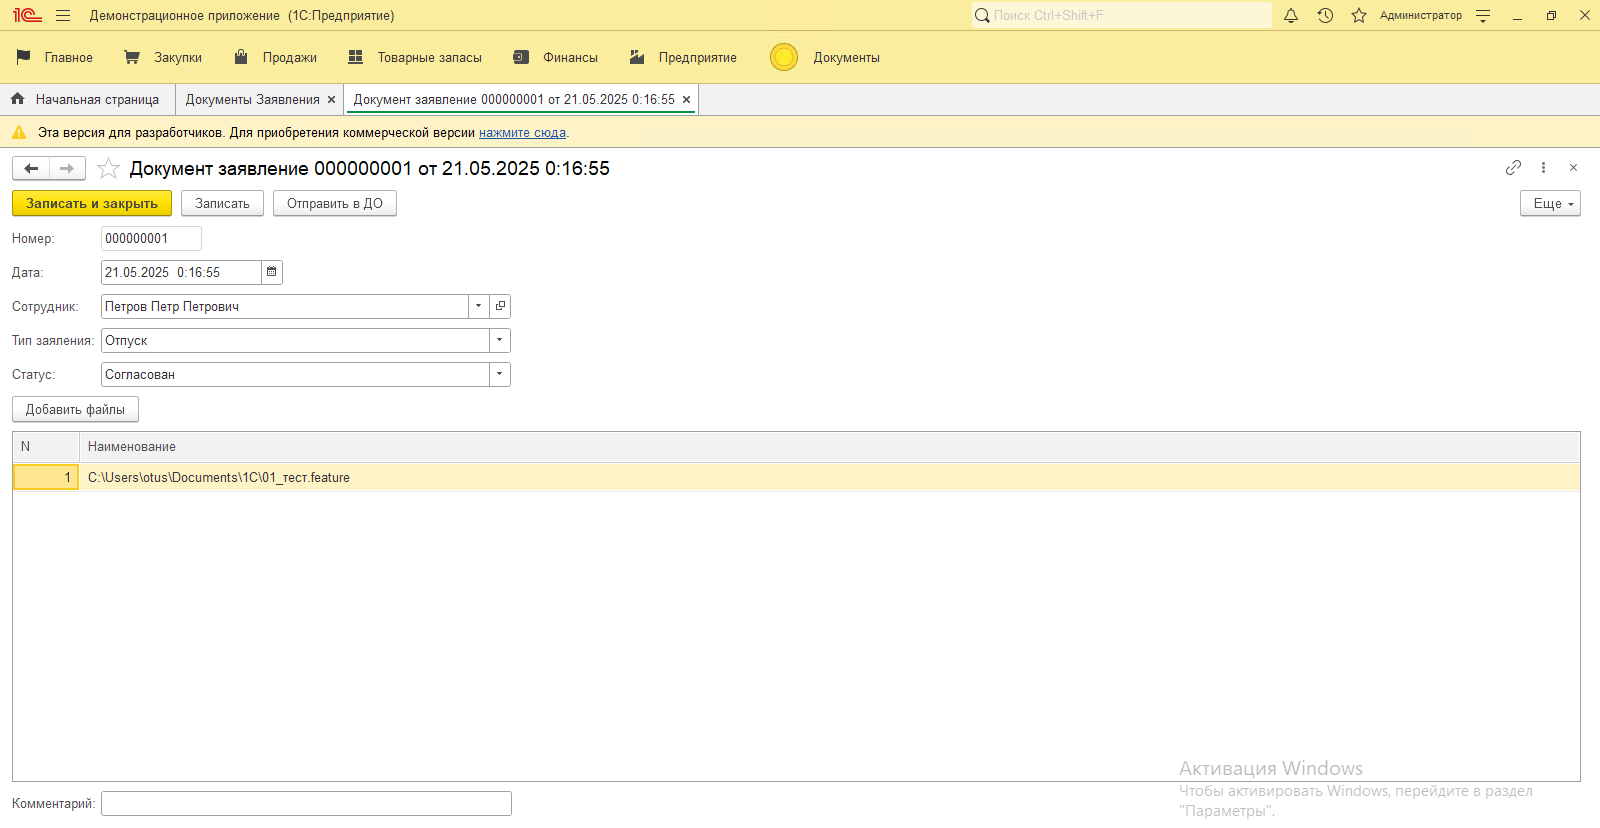 1С Демонстрационное приложение (1С:Предприятие) Поиск Ctrl+Shift+F Администратор
Главное Закупки Продажи Товарные запасы Финансы Предприятие Документы
Начальная страница Документы Заявления × Документ заявление 000000001 от 21.05.2025 0:16:55 ×
Эта версия для разработчиков. Для приобретения коммерческой версии нажмите сюда.
Документ заявление 000000001 от 21.05.2025 0:16:55
Записать и закрыть Записать Отправить в ДО Еще
Номер: 000000001
Дата: 21.05.2025 0:16:55
Сотрудник: Петров Петр Петрович
Тип заяления: Отпуск
Статус: Согласован
Добавить файлы
N Наименование
1 C:\Users\otus\Documents\1C\01_тест.feature
Активация Windows
Чтобы активировать Windows, перейдите в раздел
"Параметры".
Комментарий: